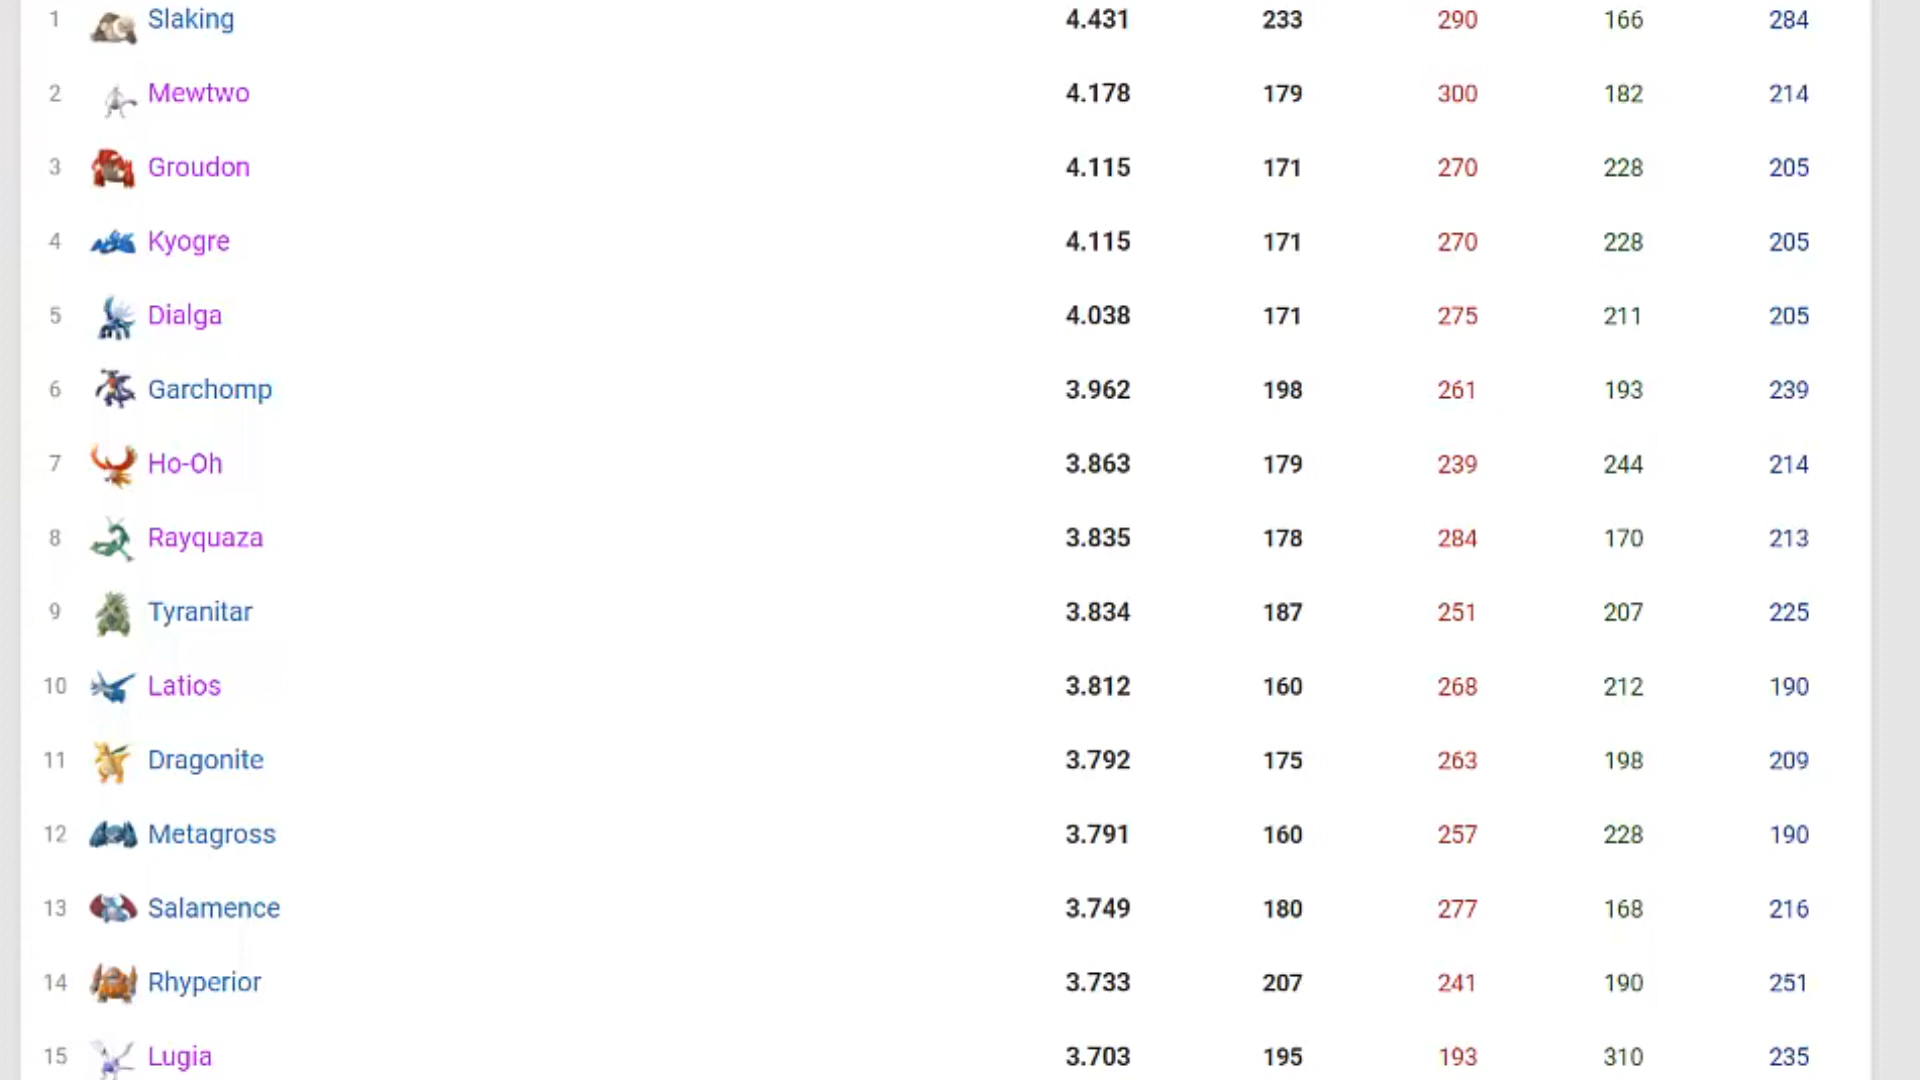 1 Slaking 4.431 233 290 166 284
2 Mewtwo 4.178 179 300 182 214
3 Groudon 4.115 171 270 228 205
4 Kyogre 4.115 171 270 228 205
5 Dialga 4.038 171 275 211 205
6 Garchomp 3.962 198 261 193 239
7 Ho-Oh 3.863 179 239 244 214
8 Rayquaza 3.835 178 284 170 213
9 Tyranitar 3.834 187 251 207 225
10 Latios 3.812 160 268 212 190
11 Dragonite 3.792 175 263 198 209
12 Metagross 3.791 160 257 228 190
13 Salamence 3.749 180 277 168 216
14 Rhyperior 3.733 207 241 190 251
15 Lugia 3.703 195 193 310 235